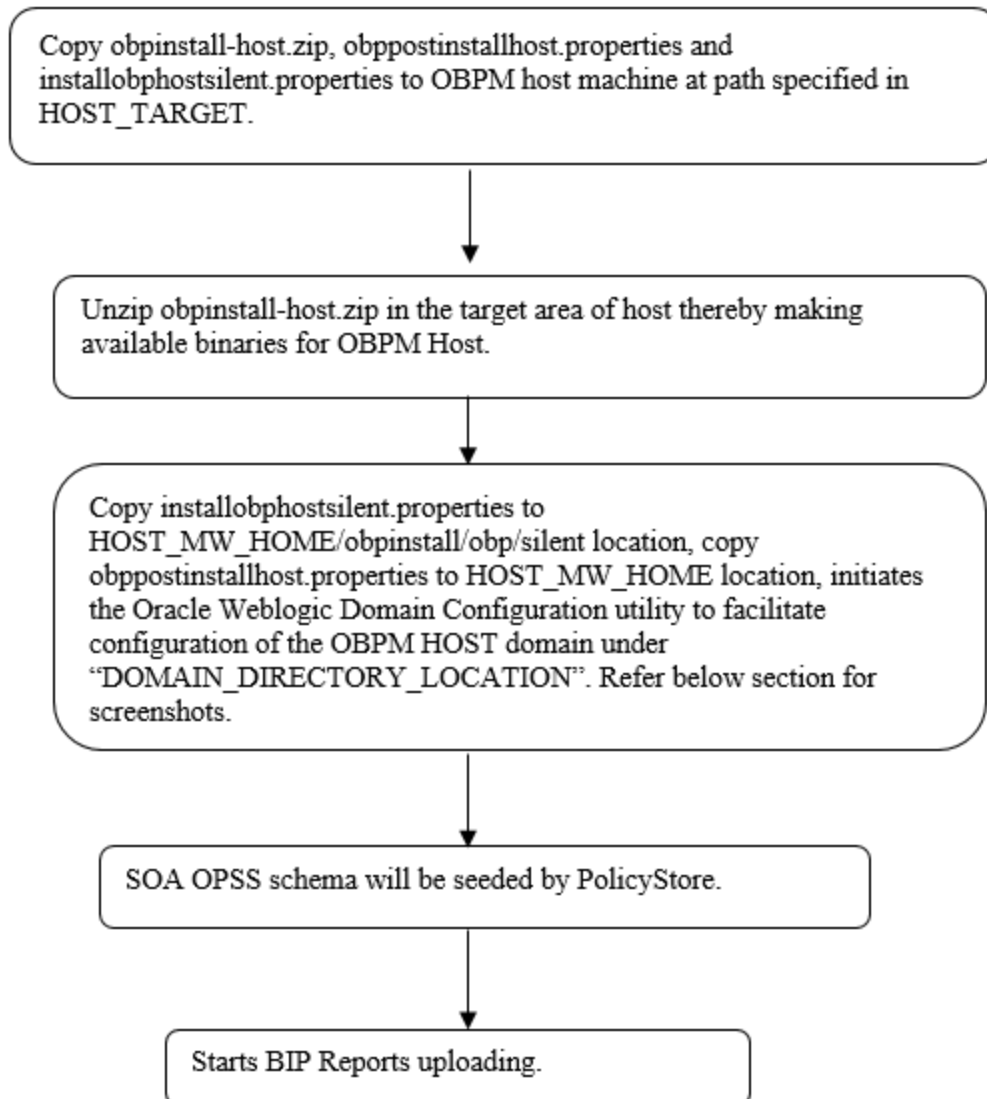 Copy obpinstall-host.zip, obppostinstallhost.properties and
installobphostsilent.properties to OBPM host machine at path specified in
HOST_TARGET.
Unzip obpinstall-host.zip in the target area of host thereby making
available binaries for OBPM Host.
Copy installobphostsilent.properties to
HOST_MW_HOME/obpinstall/obp/silent location, copy
obppostinstallhost.properties to HOST_MW_HOME location, initiates
the Oracle Weblogic Domain Configuration utility to facilitate
configuration of the OBPM HOST domain under
“DOMAIN_DIRECTORY_LOCATION”. Refer below section for
screenshots.
SOA OPSS schema will be seeded by PolicyStore.
Starts BIP Reports uploading.